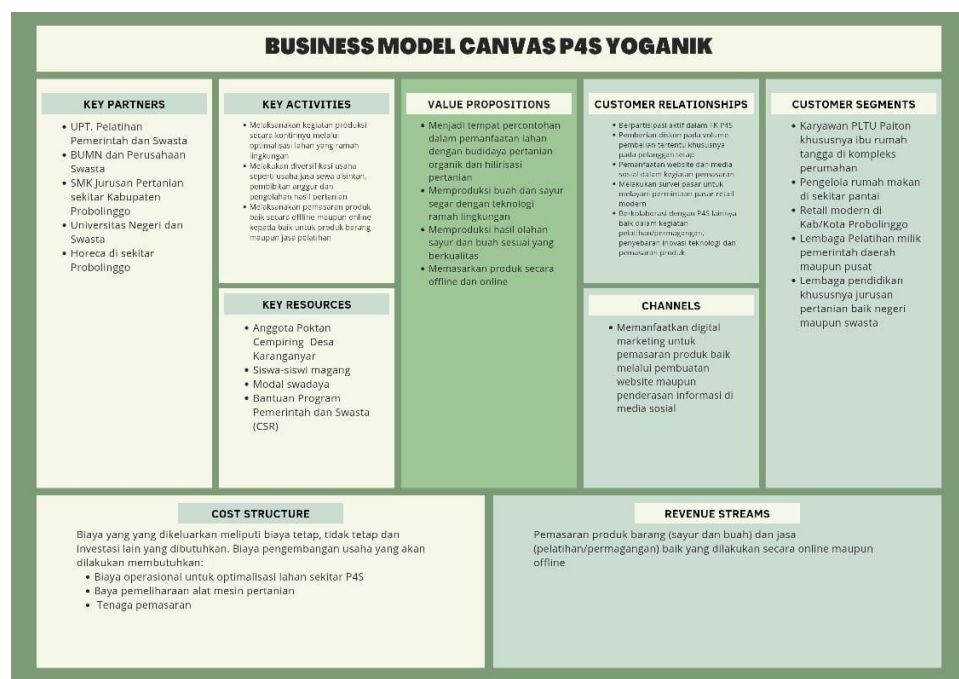 BUSINESS MODEL CANVAS P4S YOGANIK
KEY PARTNERS
• UPT. Pelatihan
Pemerintah dan Swasta
• BUMN dan Perusahaan
Swasta
• SMK Jurusan Pertanian
sekitar Kabupaten
Probolinggo
• Universitas Negeri dan
Swasta
• Horeca di sekitar
Probolinggo
KEY ACTIVITIES
• Melaksanakan kegiatan produksi
secara kontinyu melalui
optimalisasi lahan yang ramah
lingkungan
• Melakukan diversifikasi usaha
seperti usaha jasa sewa alsintan,
pembibitan anggur dan
pengolahan hasil pertanian
• Melaksanakan pemasaran produk
baik secara offline maupun online
kepada baik untuk produk barang
maupun jasa pelatihan
KEY RESOURCES
• Anggota Poktan
Cempiring Desa
Karanganyar
• Siswa-siswi magang
• Modal swadaya
• Bantuan Program
Pemerintah dan Swasta
(CSR)
VALUE PROPOSITIONS
• Menjadi tempat percontohan
dalam pemanfaatan lahan
dengan budidaya pertanian
organik dan hilirisasi
pertanian
• Memproduksi buah dan sayur
segar dengan teknologi
ramah lingkungan
• Memproduksi hasil olahan
sayur dan buah sesuai yang
berkualitas
• Memasarkan produk secara
offline dan online
CUSTOMER RELATIONSHIPS
• Berpartisipasi aktif dalam FK P4S
• Pemberian diskon pada volume
pembelian tertentu khususnya
pada pelanggan tetap
• Pemanfaatan website dan media
sosial dalam kegiatan pemasaran
• Melakukan survei pasar untuk
melayani permintaan pasar retail
modern
• Berkolaborasi dengan P4S lainnya
baik dalam kegiatan
pelatihan/permagangan,
penyebaran inovasi teknologi dan
pemasaran produk
CHANNELS
• Memanfaatkan digital
marketing untuk
pemasaran produk baik
melalui pembuatan
website maupun
penderasan informasi di
media sosial
CUSTOMER SEGMENTS
• Karyawan PLTU Paiton
khususnya ibu rumah
tangga di kompleks
perumahan
• Pengelola rumah makan
di sekitar pantai
• Retail modern di
Kab/Kota Probolinggo
• Lembaga Pelatihan milik
pemerintah daerah
maupun pusat
• Lembaga pendidikan
khususnya jurusan
pertanian baik negeri
maupun swasta
COST STRUCTURE
Biaya yang yang dikeluarkan meliputi biaya tetap, tidak tetap dan
investasi lain yang dibutuhkan. Biaya pengembangan usaha yang akan
dilakukan membutuhkan:
• Biaya operasional untuk optimalisasi lahan sekitar P4S
• Baya pemeliharaan alat mesin pertanian
• Tenaga pemasaran
REVENUE STREAMS
Pemasaran produk barang (sayur dan buah) dan jasa
(pelatihan/permagangan) baik yang dilakukan secara online maupun
offline